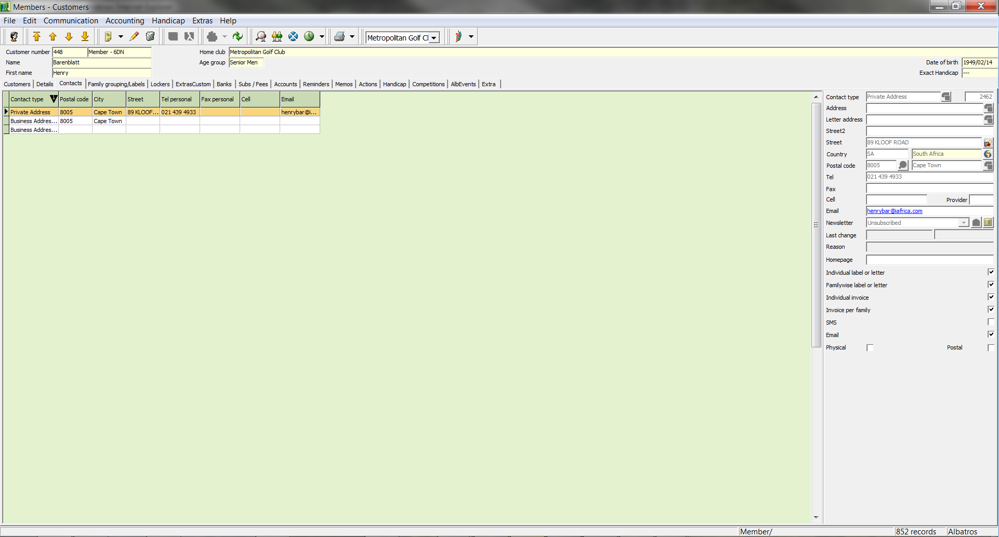 Members - Customers
File Edit Communication Accounting Handicap Extras Help
Metropolitan Golf Cl
Customer number 448 Member - 6DN Home club Metropolitan Golf Club
Name Barenblatt Age group Senior Men Date of birth 1949/02/14
First name Henry Exact Handicap ---
Customers Details Contacts Family grouping/Labels Lockers ExtrasCustom Banks Subs / Fees Accounts Reminders Memos Actions Handicap Competitions AlbEvents Extra
Contact type 1 Postal code City Street Tel personal Fax personal Cell Email
Private Address 8005 Cape Town 89 KLOOF... 021 439 4933 henrybar@i...
Business Addres... 8005 Cape Town
Business Addres...
Contact type Private Address 2462
Address
Letter address
Street2
Street 89 KLOOF ROAD
Country SA South Africa
Postal code 8005 Cape Town
Tel 021 439 4933
Fax
Cell Provider
Email henrybar@iafrica.com
Newsletter Unsubscribed
Last change
Reason
Homepage
Individual label or letter
Familywise label or letter
Individual invoice
Invoice per family
SMS
Email
Physical Postal
Member/ 852 records Albatros